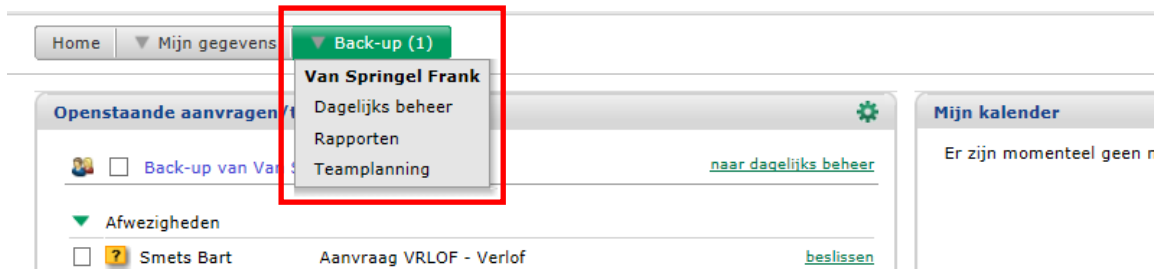 Home Mijn gegevens Back-up (1)
Van Springel Frank
Dagelijks beheer
Rapporten
Teamplanning
Openstaande aanvragen/t
Back-up van Van
naar dagelijks beheer
Afwezigheden
Smets Bart Aanvraag VRLOF - Verlof beslissen
Mijn kalender
Er zijn momenteel geen